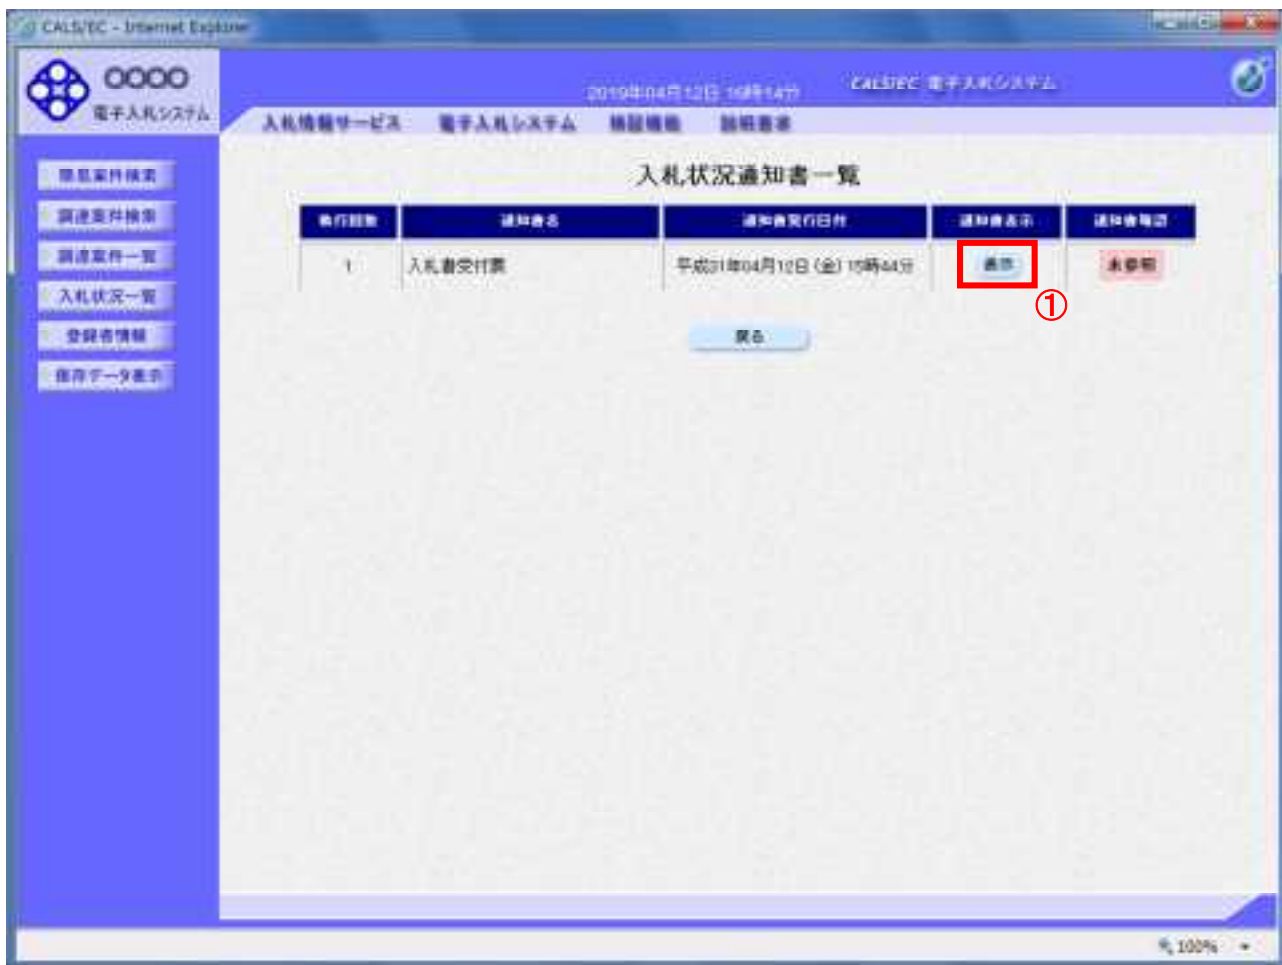 CALS/EC - Internet Explorer
OOOO
電子入札システム
2019年04月12日 16時14分
CALS/EC 電子入札システム
入札情報サービス
電子入札システム
検証機能
説明要求
簡易案件検索
調達案件検索
調達案件一覧
入札状況一覧
登録者情報
保存データ表示
入札状況通知書一覧
執行回数 通知書名 通知書発行日付 通知書表示 通知書確認
1 入札書受付票 平成31年04月12日(金) 15時44分 表示 未参照
①
戻る
100%